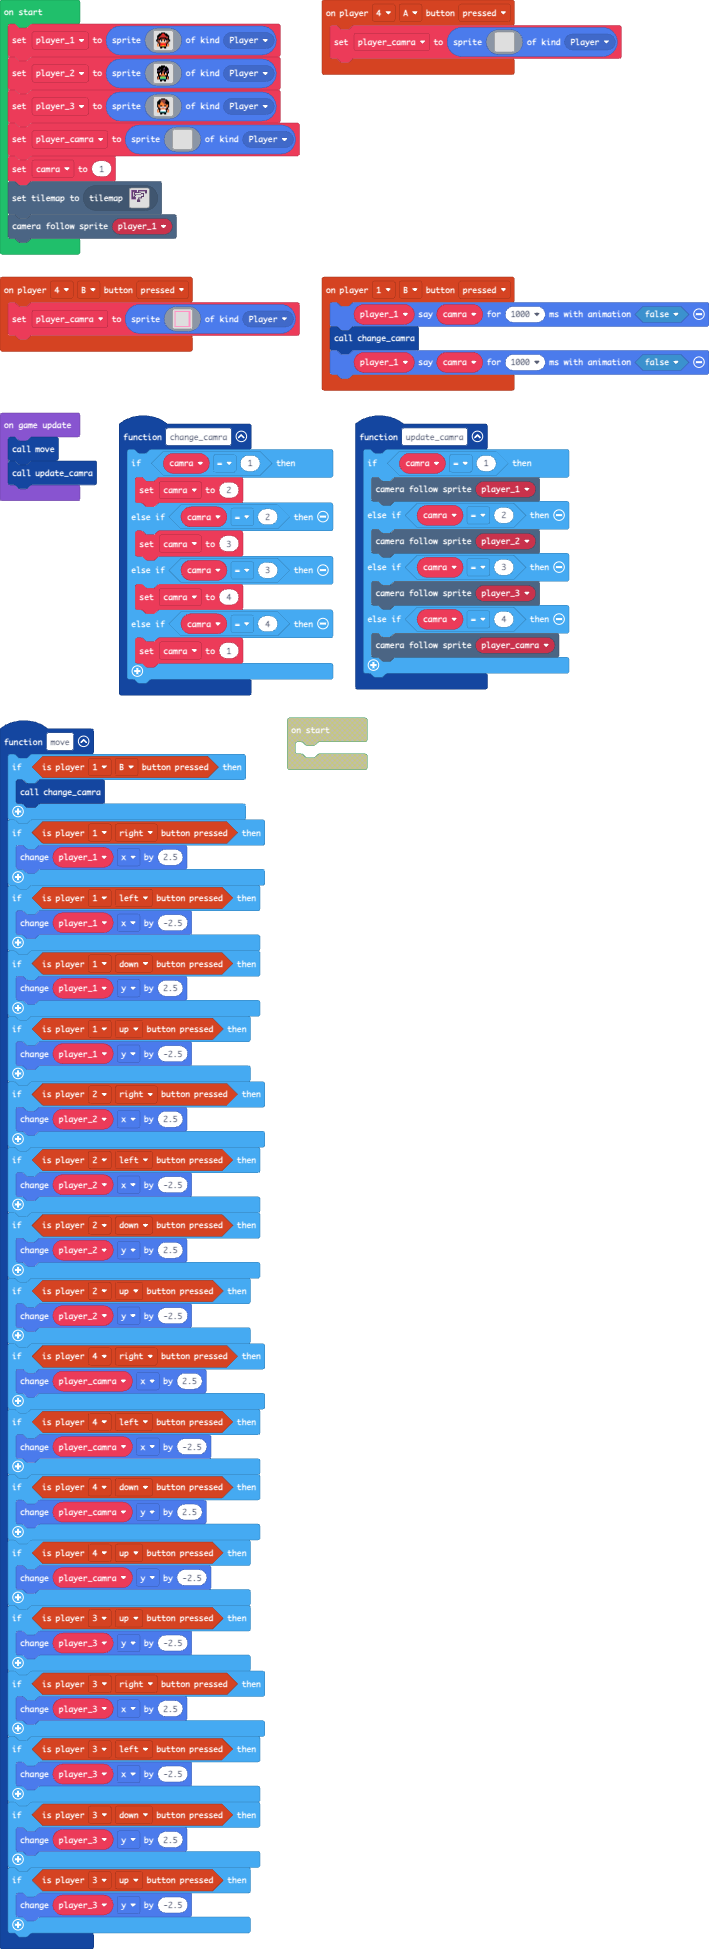 on start
set player_1 to sprite of kind Player
set player_2 to sprite of kind Player
set player_3 to sprite of kind Player
set player_camra to sprite of kind Player
set camra to 1
set tilemap to tilemap
camera follow sprite player_1
on player 4 A button pressed
set player_camra to sprite of kind Player
on player 4 B button pressed
set player_camra to sprite of kind Player
on player 1 B button pressed
player_1 say camra for 1000 ms with animation false
call change_camra
player_1 say camra for 1000 ms with animation false
on game update
call move
call update_camra
function change_camra
if camra = 1 then
set camra to 2
else if camra = 2 then
set camra to 3
else if camra = 3 then
set camra to 4
else if camra = 4 then
set camra to 1
function update_camra
if camra = 1 then
camera follow sprite player_1
else if camra = 2 then
camera follow sprite player_2
else if camra = 3 then
camera follow sprite player_3
else if camra = 4 then
camera follow sprite player_camra
function move
if is player 1 B button pressed then
call change_camra
if is player 1 right button pressed then
change player_1 x by 2.5
if is player 1 left button pressed then
change player_1 x by -2.5
if is player 1 down button pressed then
change player_1 y by 2.5
if is player 1 up button pressed then
change player_1 y by -2.5
if is player 2 right button pressed then
change player_2 x by 2.5
if is player 2 left button pressed then
change player_2 x by -2.5
if is player 2 down button pressed then
change player_2 y by 2.5
if is player 2 up button pressed then
change player_2 y by -2.5
if is player 4 right button pressed then
change player_camra x by 2.5
if is player 4 left button pressed then
change player_camra x by -2.5
if is player 4 down button pressed then
change player_camra y by 2.5
if is player 4 up button pressed then
change player_camra y by -2.5
if is player 3 up button pressed then
change player_3 y by -2.5
if is player 3 right button pressed then
change player_3 x by 2.5
if is player 3 left button pressed then
change player_3 x by -2.5
if is player 3 down button pressed then
change player_3 y by 2.5
if is player 3 up button pressed then
change player_3 y by -2.5
on start